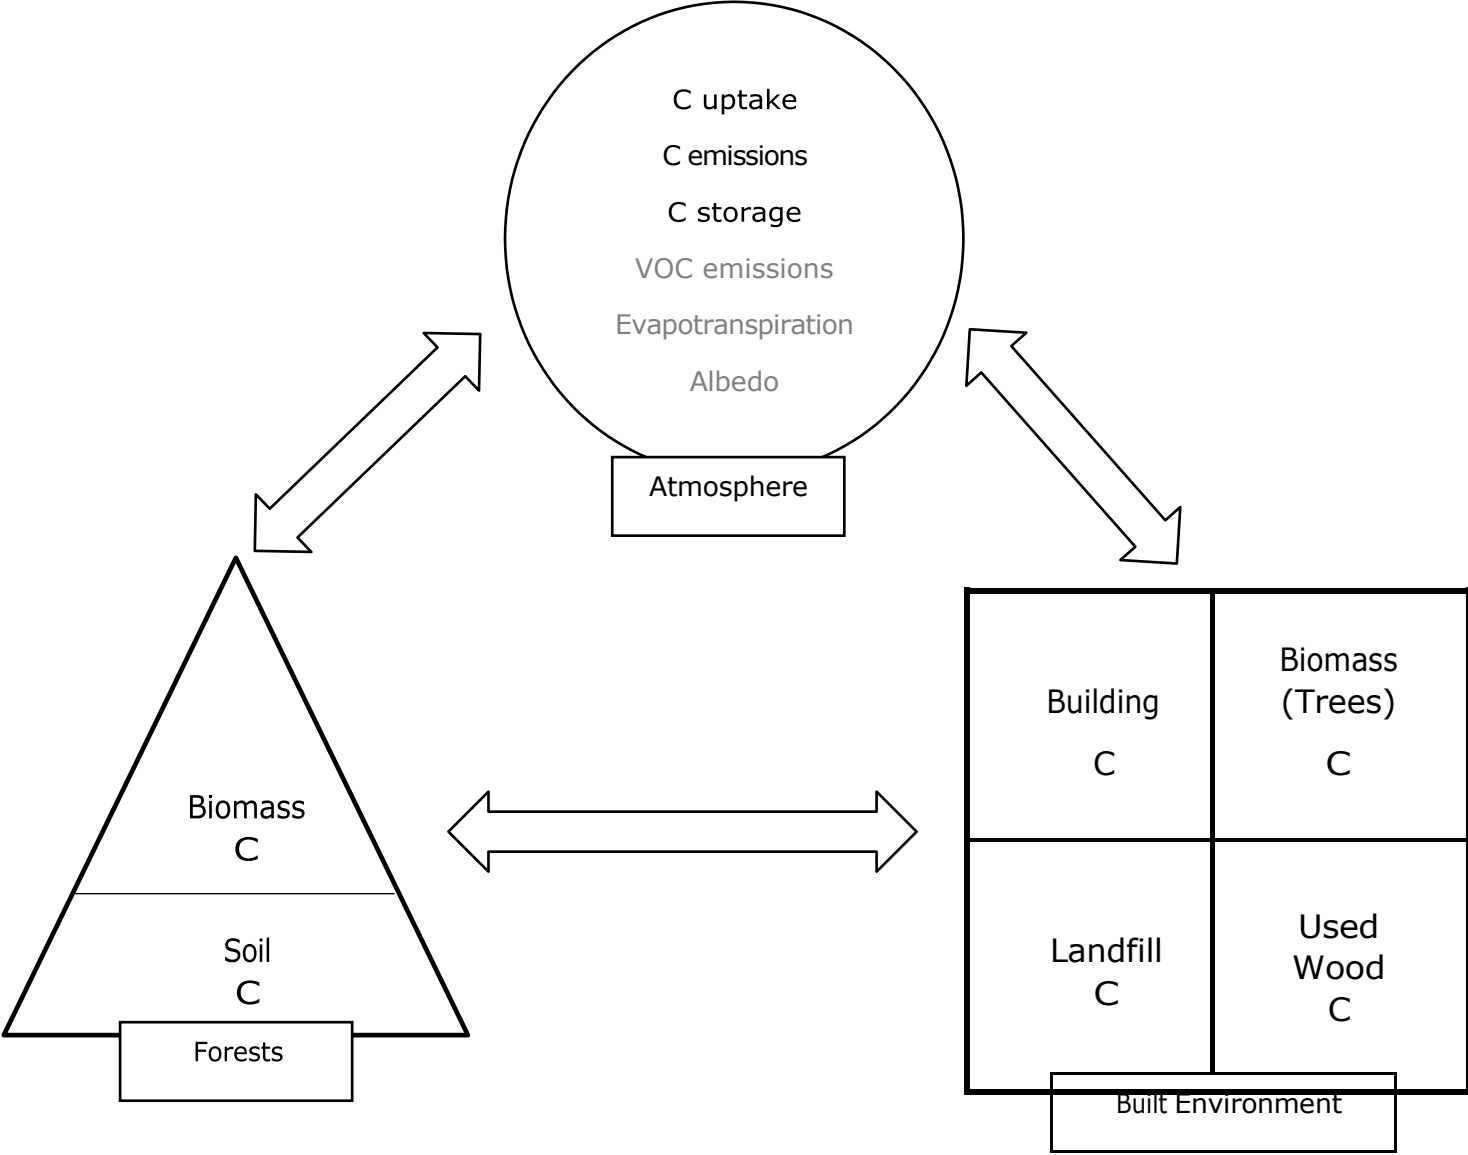 C uptake
C emissions
C storage
VOC emissions
Evapotranspiration
Albedo
Atmosphere
Biomass
C
Soil
C
Forests
Building
C
Biomass
(Trees)
C
Landfill
C
Used
Wood
C
Built Environment